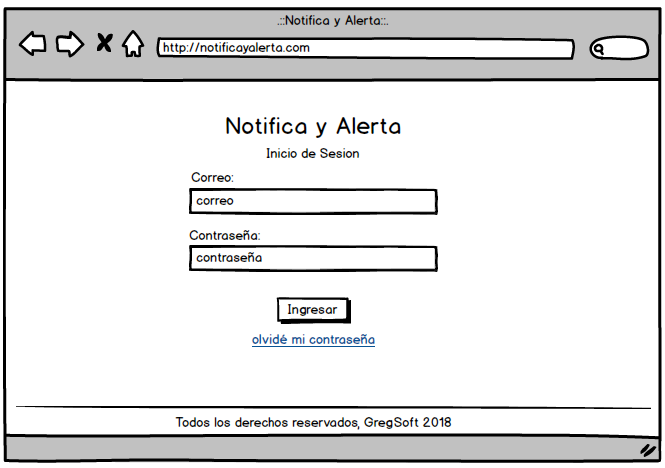 .::Notifica y Alerta::.
http://notificayalerta.com
Notifica y Alerta
Inicio de Sesion
Correo:
correo
Contraseña:
contraseña
Ingresar
olvidé mi contraseña
Todos los derechos reservados, GregSoft 2018